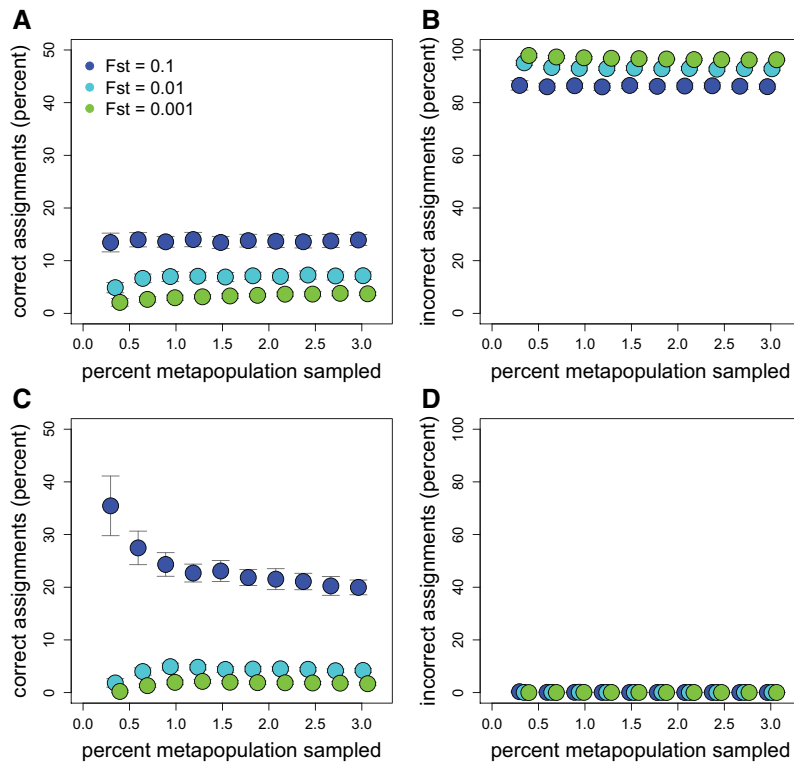 A
B
50
40
30
20
10
0
correct assignments (percent)
Fst = 0.1
Fst = 0.01
Fst = 0.001
0.0 0.5 1.0 1.5 2.0 2.5 3.0
percent metapopulation sampled
100
80
60
40
20
0
incorrect assignments (percent)
0.0 0.5 1.0 1.5 2.0 2.5 3.0
percent metapopulation sampled
C
D
50
40
30
20
10
0
correct assignments (percent)
0.0 0.5 1.0 1.5 2.0 2.5 3.0
percent metapopulation sampled
100
80
60
40
20
0
incorrect assignments (percent)
0.0 0.5 1.0 1.5 2.0 2.5 3.0
percent metapopulation sampled